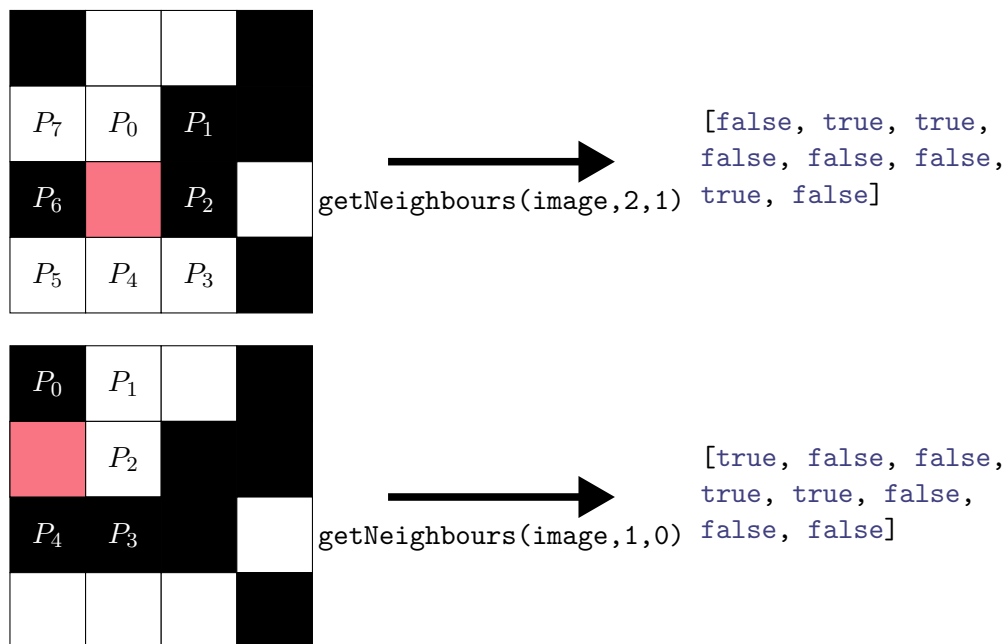 P7 P0 P1
P6 P2
P5 P4 P3
getNeighbours(image,2,1)
[false, true, true,
false, false, false,
true, false]
P0 P1
P2
P4 P3
getNeighbours(image,1,0)
[true, false, false,
true, true, false,
false, false]